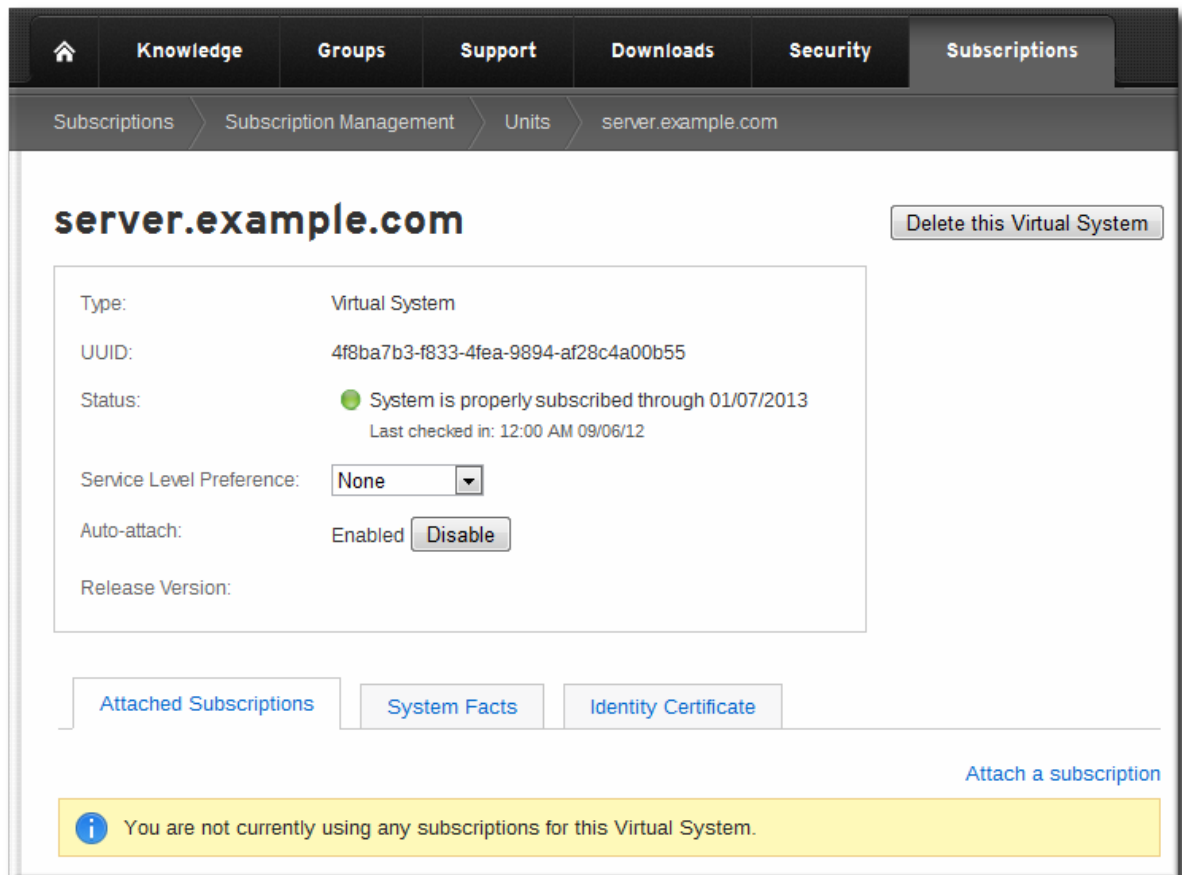 Knowledge Groups Support Downloads Security Subscriptions
Subscriptions Subscription Management Units server.example.com
server.example.com
Delete this Virtual System
Type: Virtual System
UUID: 4f8ba7b3-f833-4fea-9894-af28c4a00b55
Status: System is properly subscribed through 01/07/2013
Last checked in: 12:00 AM 09/06/12
Service Level Preference: None
Auto-attach: Enabled Disable
Release Version:
Attached Subscriptions System Facts Identity Certificate
Attach a subscription
You are not currently using any subscriptions for this Virtual System.